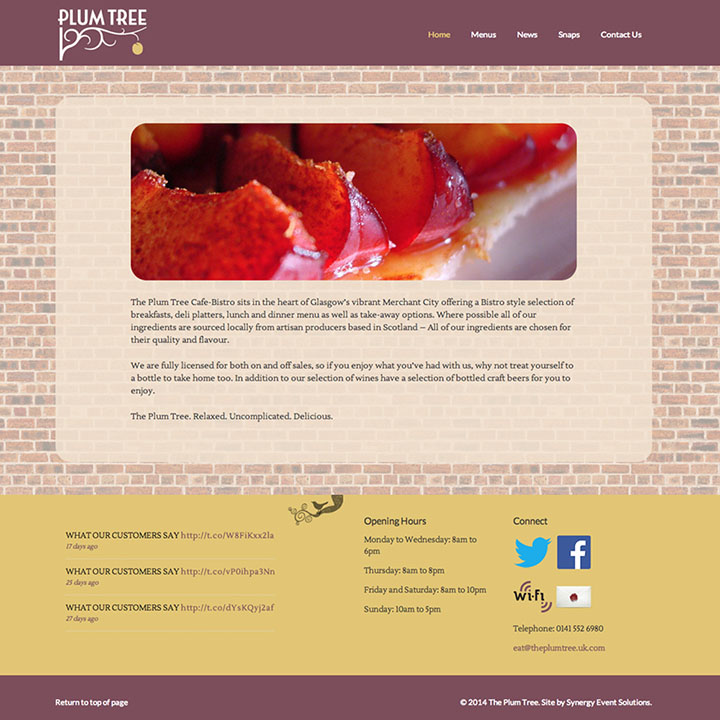 PLUM TREE
Home Menus News Snaps Contact Us
The Plum Tree Cafe-Bistro sits in the heart of Glasgow's vibrant Merchant City offering a Bistro style selection of
breakfasts, deli platters, lunch and dinner menu as well as take-away options. Where possible all of our
ingredients are sourced locally from artisan producers based in Scotland – All of our ingredients are chosen for
their quality and flavour.
We are fully licensed for both on and off sales, so if you enjoy what you've had with us, why not treat yourself to
a bottle to take home too. In addition to our selection of wines have a selection of bottled craft beers for you to
enjoy.
The Plum Tree. Relaxed. Uncomplicated. Delicious.
WHAT OUR CUSTOMERS SAY http://t.co/W8FiKxx2la
17 days ago
WHAT OUR CUSTOMERS SAY http://t.co/vP0ihpa3Nn
25 days ago
WHAT OUR CUSTOMERS SAY http://t.co/dYsKQyj2af
27 days ago
Opening Hours
Monday to Wednesday: 8am to
6pm
Thursday: 8am to 8pm
Friday and Saturday: 8am to 10pm
Sunday: 10am to 5pm
Connect
f
Wi-Fi
Telephone: 0141 552 6980
eat@theplumtree.uk.com
Return to top of page
© 2014 The Plum Tree. Site by Synergy Event Solutions.